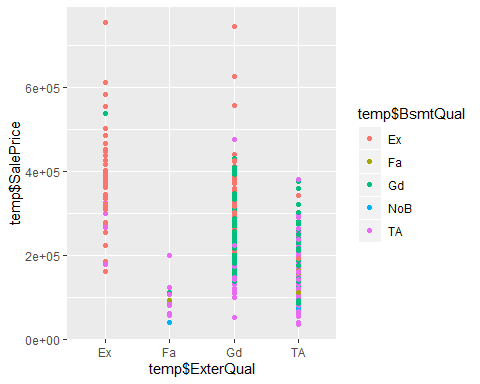 temp$SalePrice
6e+05
4e+05
2e+05
0e+00
Ex
Fa
Gd
TA
temp$ExterQual
temp$BsmtQual
Ex
Fa
Gd
NoB
TA